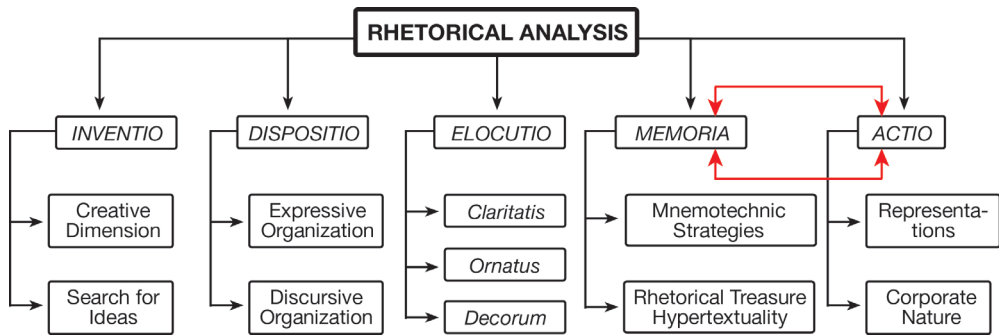 RHETORICAL ANALYSIS
INVENTIO
DISPOSITIO
ELOCUTIO
MEMORIA
ACTIO
Creative
Dimension
Search for
Ideas
Expressive
Organization
Discursive
Organization
Claritatis
Ornatus
Decorum
Mnemotechnic
Strategies
Rhetorical Treasure
Hypertextuality
Representa-
tions
Corporate
Nature